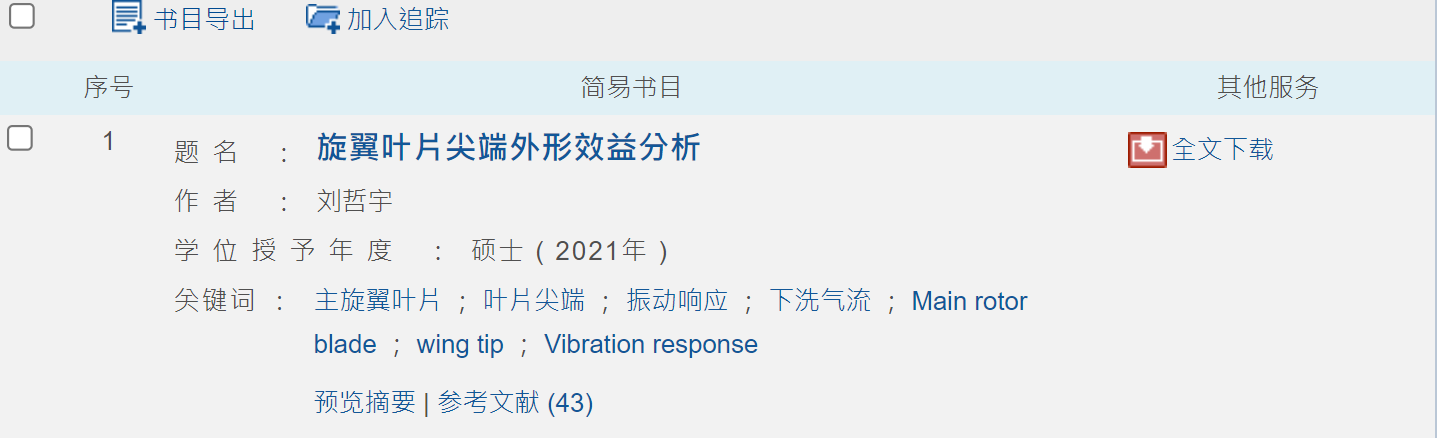 书目导出 加入追踪
序号 简易书目 其他服务
1 题名 : 旋翼叶片尖端外形效益分析 全文下载
作者 : 刘哲宇
学位授予年度 : 硕士 ( 2021年 )
关键词 : 主旋翼叶片 ; 叶片尖端 ; 振动响应 ; 下洗气流 ; Main rotor
blade ; wing tip ; Vibration response
预览摘要 | 参考文献 (43)